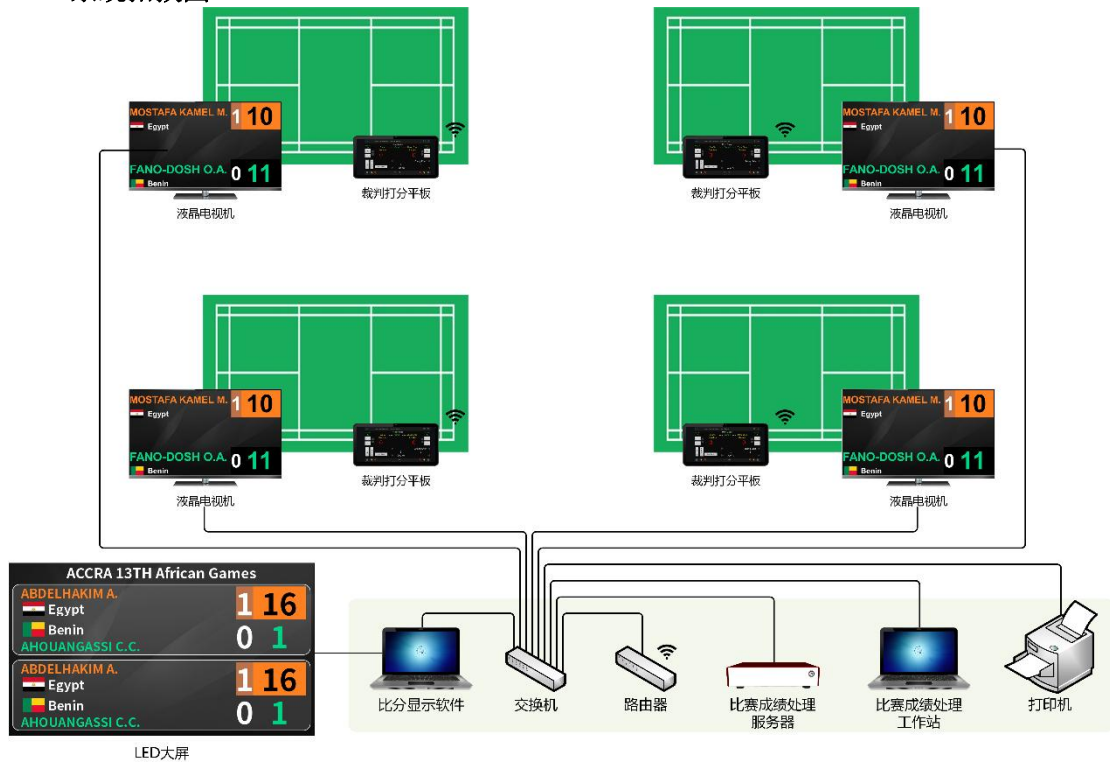 MOSTAFA KAMEL M. 1 10
Egypt
FANO-DOSH O.A. 0 11
Benin
液晶电视机
裁判打分平板
MOSTAFA KAMEL M. 1 10
Egypt
FANO-DOSH O.A. 0 11
Benin
裁判打分平板
液晶电视机
MOSTAFA KAMEL M. 1 10
Egypt
FANO-DOSH O.A. 0 11
Benin
液晶电视机
裁判打分平板
MOSTAFA KAMEL M. 1 10
Egypt
FANO-DOSH O.A. 0 11
Benin
裁判打分平板
液晶电视机
ACCRA 13TH African Games
ABDELHAKIM A.
Egypt 1 16
Benin 0 1
AHOUANGASSI C.C.
ABDELHAKIM A.
Egypt 1 16
Benin 0 1
AHOUANGASSI C.C.
LED大屏
比分显示软件
交换机
路由器
比赛成绩处理
服务器
比赛成绩处理
工作站
打印机